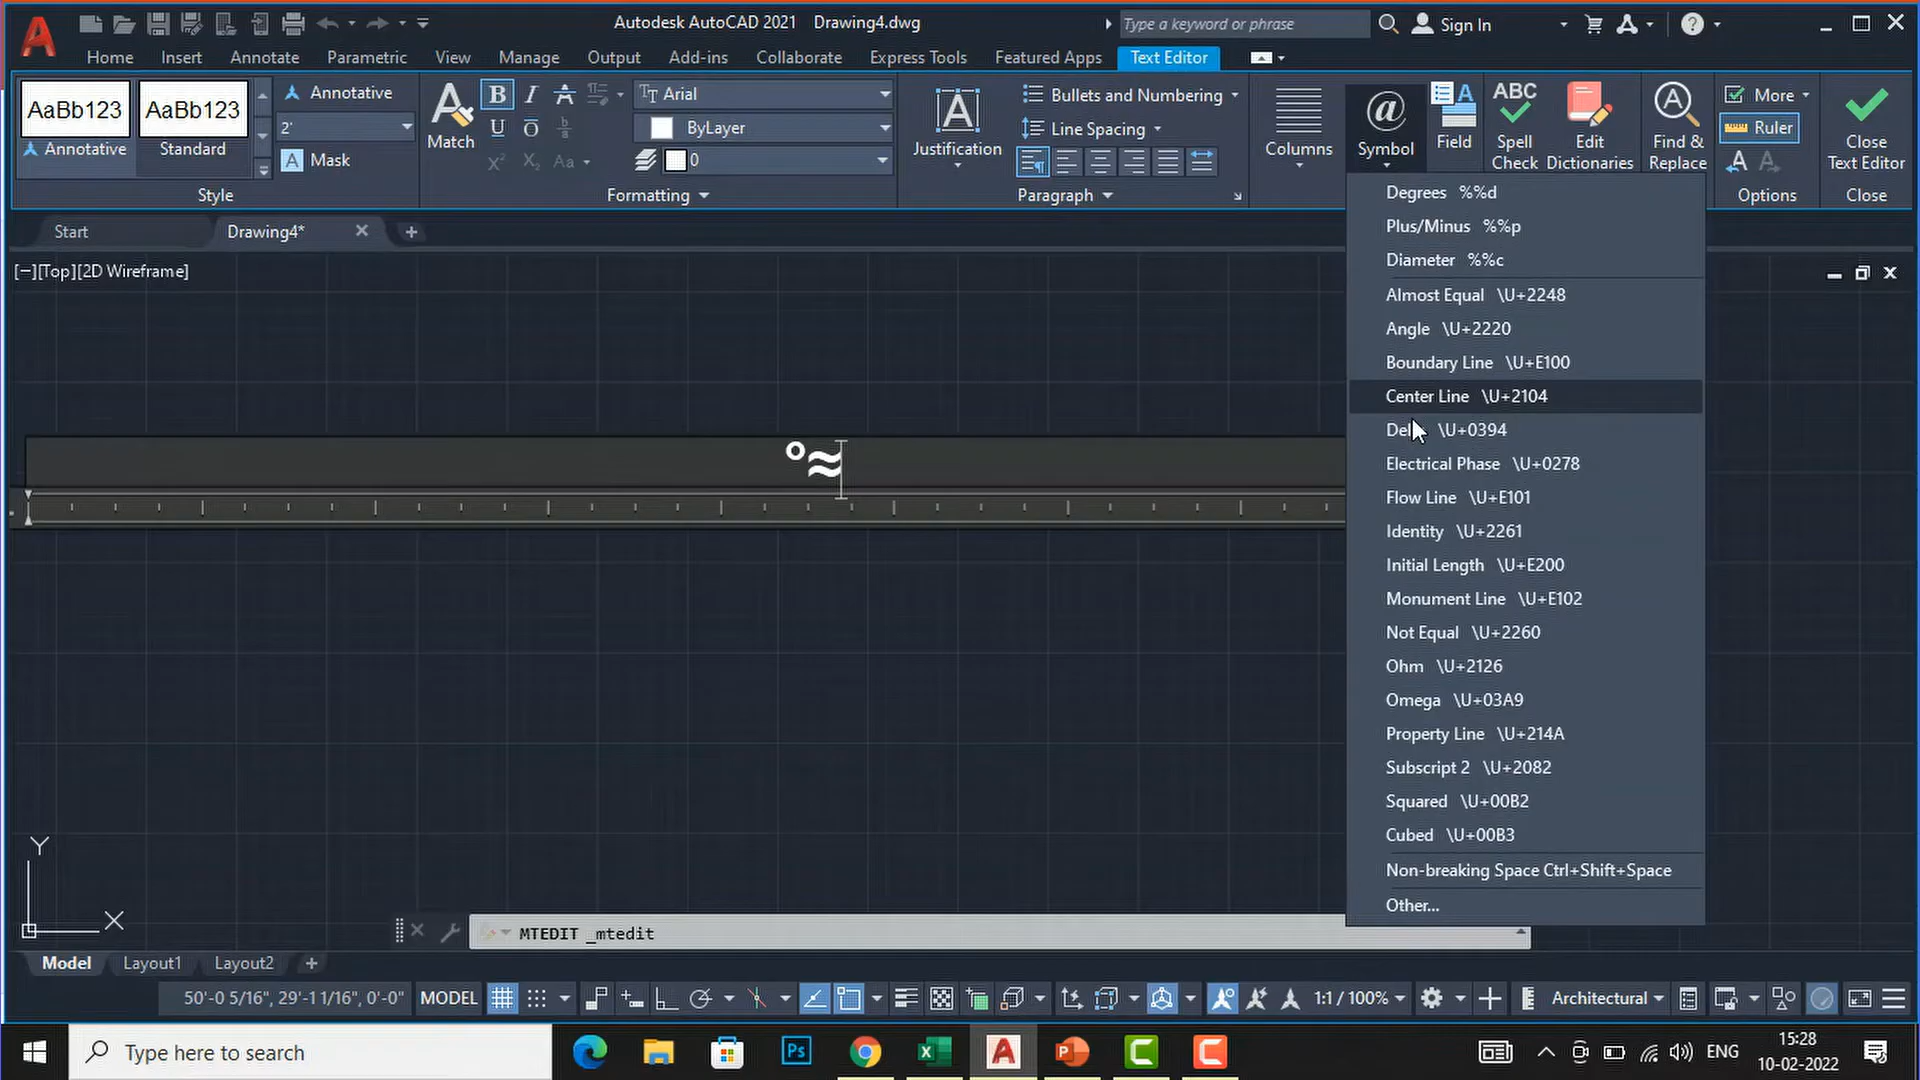 Autodesk AutoCAD 2021 Drawing4.dwg
Type a keyword or phrase
Sign In
Home Insert Annotate Parametric View Manage Output Add-ins Collaborate Express Tools Featured Apps Text Editor
AaBb123 AaBb123
Annotative Standard
Annotative
2'
Mask
Style
Match
Arial
ByLayer
0
Formatting
Justification
Bullets and Numbering
Line Spacing
Paragraph
Columns
Symbol
Field
ABC
Spell
Check
Edit
Dictionaries
Find &
Replace
More
Ruler
Options
Close
Text Editor
Close
Start Drawing4*
[−][Top][2D Wireframe]
°≈
Degrees %%d
Plus/Minus %%p
Diameter %%c
Almost Equal \U+2248
Angle \U+2220
Boundary Line \U+E100
Center Line \U+2104
\U+0394
Electrical Phase \U+0278
Flow Line \U+E101
Identity \U+2261
Initial Length \U+E200
Monument Line \U+E102
Not Equal \U+2260
Ohm \U+2126
Omega \U+03A9
Property Line \U+214A
Subscript 2 \U+2082
Squared \U+00B2
Cubed \U+00B3
Non-breaking Space Ctrl+Shift+Space
Other...
Y
X
MTEDIT _mtedit
Model Layout1 Layout2
50'-0 5/16", 29'-1 1/16", 0'-0" MODEL 1:1 / 100% Architectural
Type here to search
ENG
15:28
10-02-2022